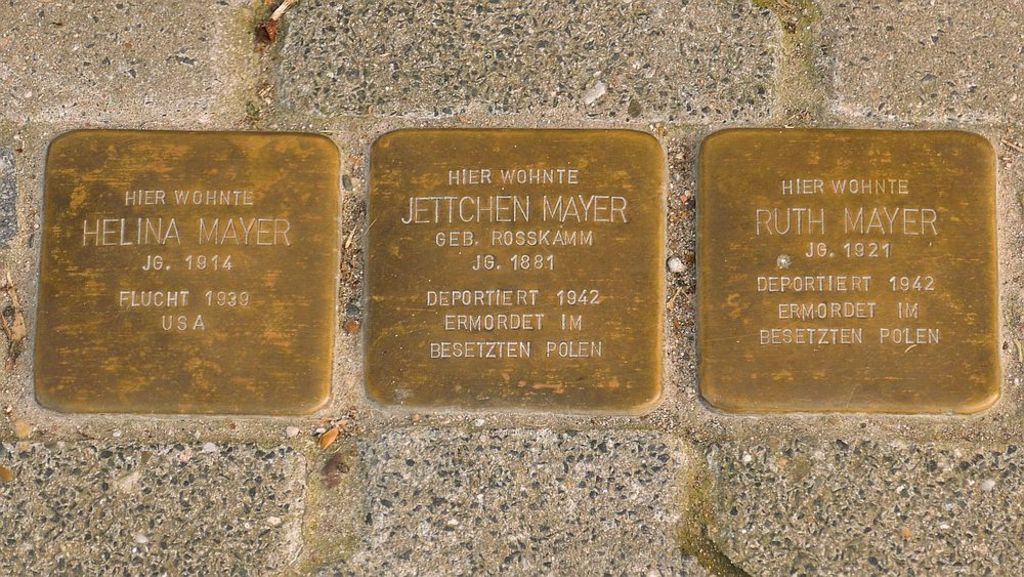 HIER WOHNTE
HELINA MAYER
JG. 1914
FLUCHT 1939
USA
HIER WOHNTE
JETTCHEN MAYER
GEB. ROSSKAMM
JG. 1881
DEPORTIERT 1942
ERMORDET IM
BESETZTEN POLEN
HIER WOHNTE
RUTH MAYER
JG. 1921
DEPORTIERT 1942
ERMORDET IM
BESETZTEN POLEN